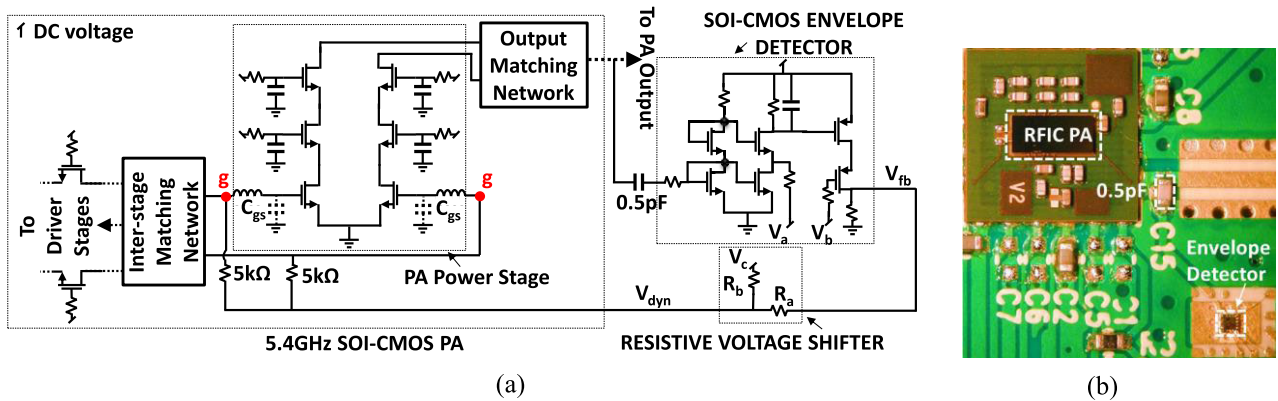 DC voltage
Output
Matching
Network
To PA Output
SOI-CMOS ENVELOPE
DETECTOR
g
g
Cgs
Cgs
To
Driver
Stages
Inter-stage
Matching
Network
5kΩ
5kΩ
PA Power Stage
0.5pF
Va
Vb
Vfb
Vc
Rb
Ra
Vdyn
5.4GHz SOI-CMOS PA
RESISTIVE VOLTAGE SHIFTER
(a)
RFIC PA
V2
0.5pF
C8
C15
Envelope
Detector
C7
C6
C2
C5
C1
(b)